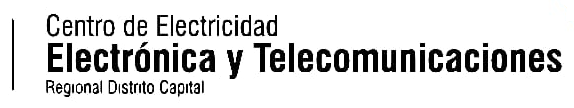 Centro de Electricidad
Electrónica y Telecomunicaciones
Regional Distrito Capital